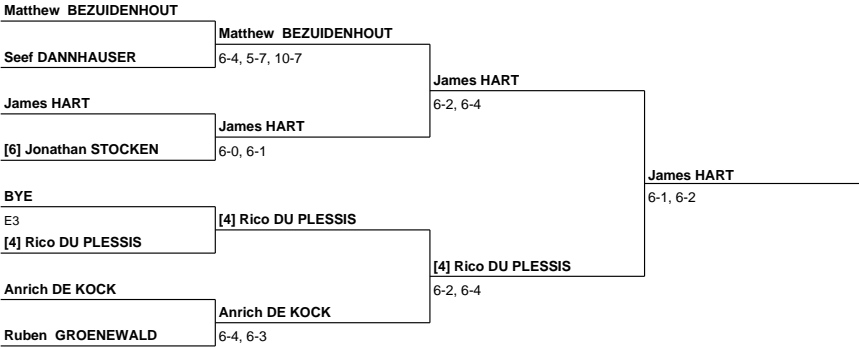 Matthew BEZUIDENHOUT
Matthew BEZUIDENHOUT
Seef DANNHAUSER
6-4, 5-7, 10-7
James HART
6-2, 6-4
James HART
James HART
[6] Jonathan STOCKEN
6-0, 6-1
James HART
6-1, 6-2
BYE
E3
[4] Rico DU PLESSIS
[4] Rico DU PLESSIS
[4] Rico DU PLESSIS
6-2, 6-4
Anrich DE KOCK
Anrich DE KOCK
Ruben GROENEWALD
6-4, 6-3